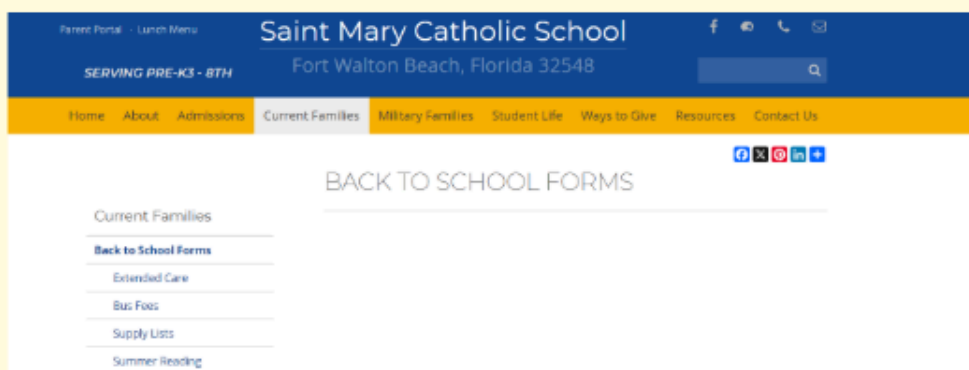 Parent Portal · Lunch Menu
Saint Mary Catholic School
SERVING PRE-K3 - 8TH
Fort Walton Beach, Florida 32548
Home About Admissions Current Families Military Families Student Life Ways to Give Resources Contact Us
BACK TO SCHOOL FORMS
Current Families
Back to School Forms
Extended Care
Bus Fees
Supply Lists
Summer Reading